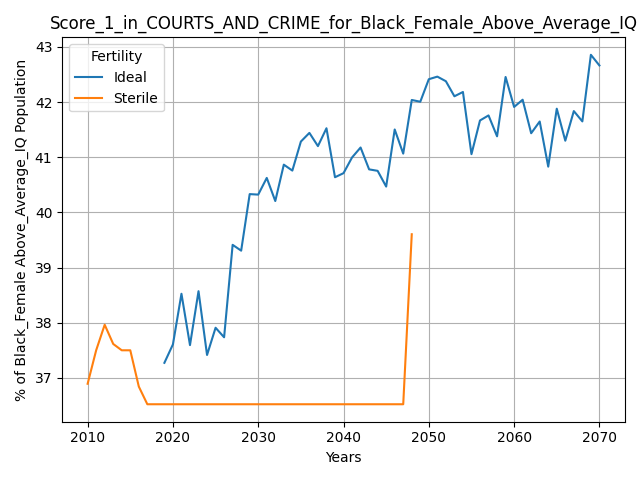 Score_1_in_COURTS_AND_CRIME_for_Black_Female_Above_Average_IQ
% of Black_Female Above_Average_IQ Population
43
42
41
40
39
38
37
Fertility
Ideal
Sterile
2010 2020 2030 2040 2050 2060 2070
Years